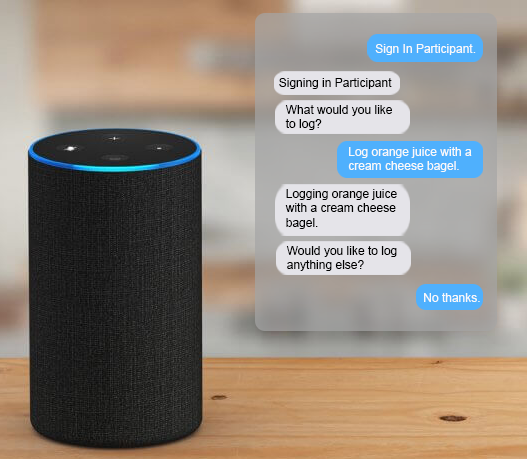 Sign In Participant.
Signing in Participant
What would you like
to log?
Log orange juice with a
cream cheese bagel.
Logging orange juice
with a cream cheese
bagel.
Would you like to log
anything else?
No thanks.